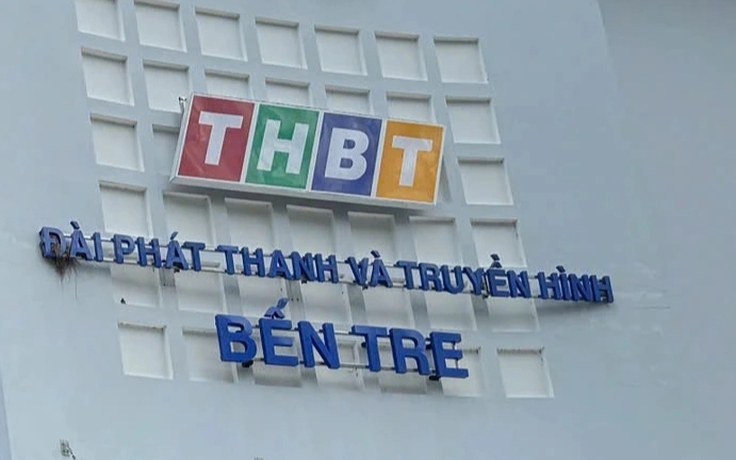 THBT
ĐÀI PHÁT THANH VÀ TRUYỀN HÌNH
BẾN TRE